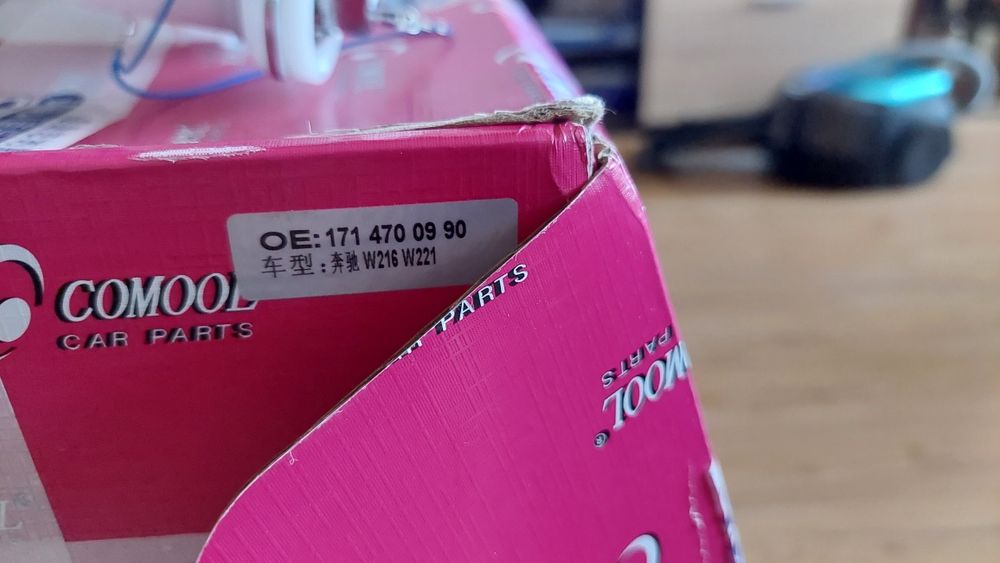 OE: 171 470 09 90
车型：奔驰 W216 W221
COMOOL
CAR PARTS
PARTS
COMOOL®
PARTS